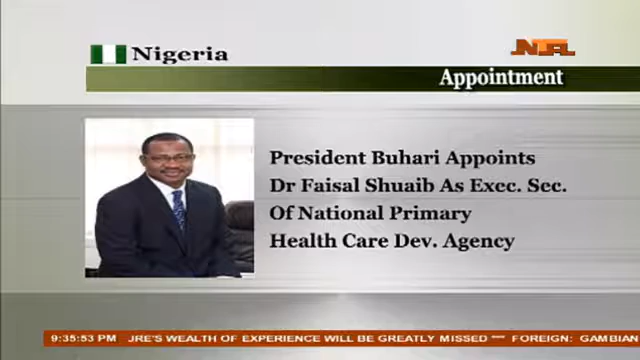 Nigeria
NTA
Appointment
President Buhari Appoints
Dr Faisal Shuaib As Exec. Sec.
Of National Primary
Health Care Dev. Agency
9:35:53 PM JRE'S WEALTH OF EXPERIENCE WILL BE GREATLY MISSED *** FOREIGN: GAMBIAN